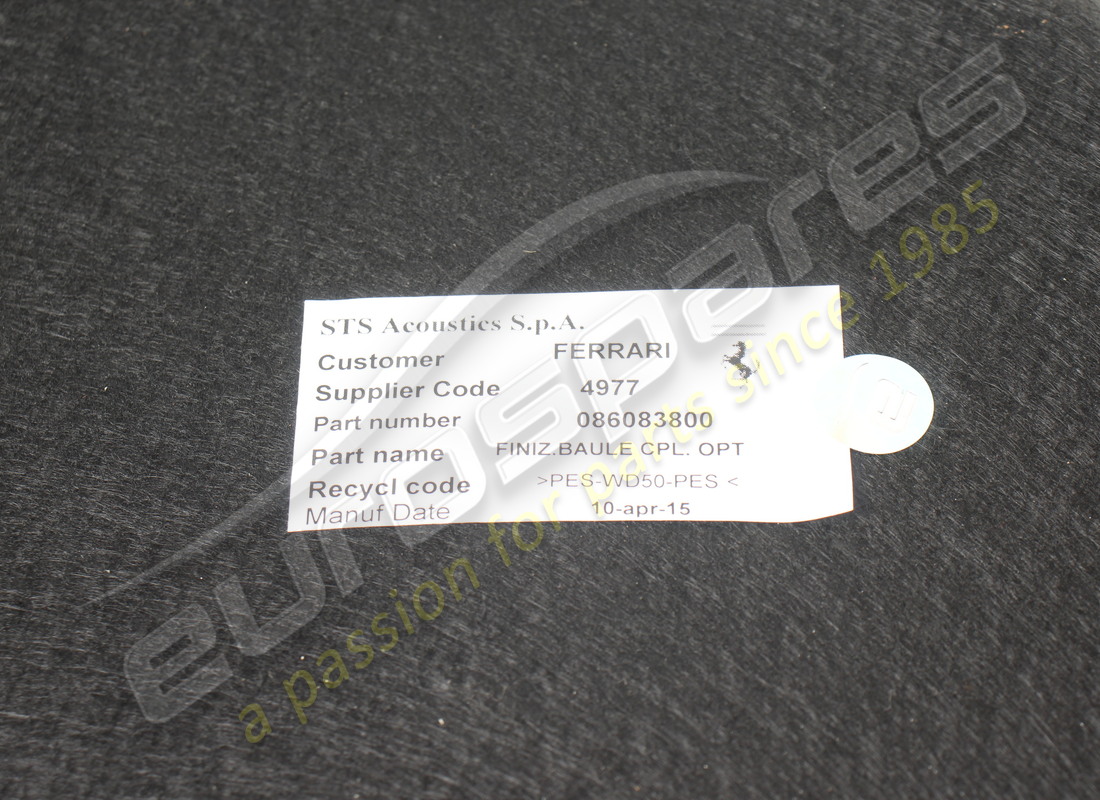 STS Acoustics S.p.A.
Customer FERRARI
Supplier Code 4977
Part number 086083800
Part name FINIZ.BAULE CPL. OPT
Recycl code >PES-WD50-PES <
Manuf Date 10-apr-15
eurospares
a passion for parts since 1985